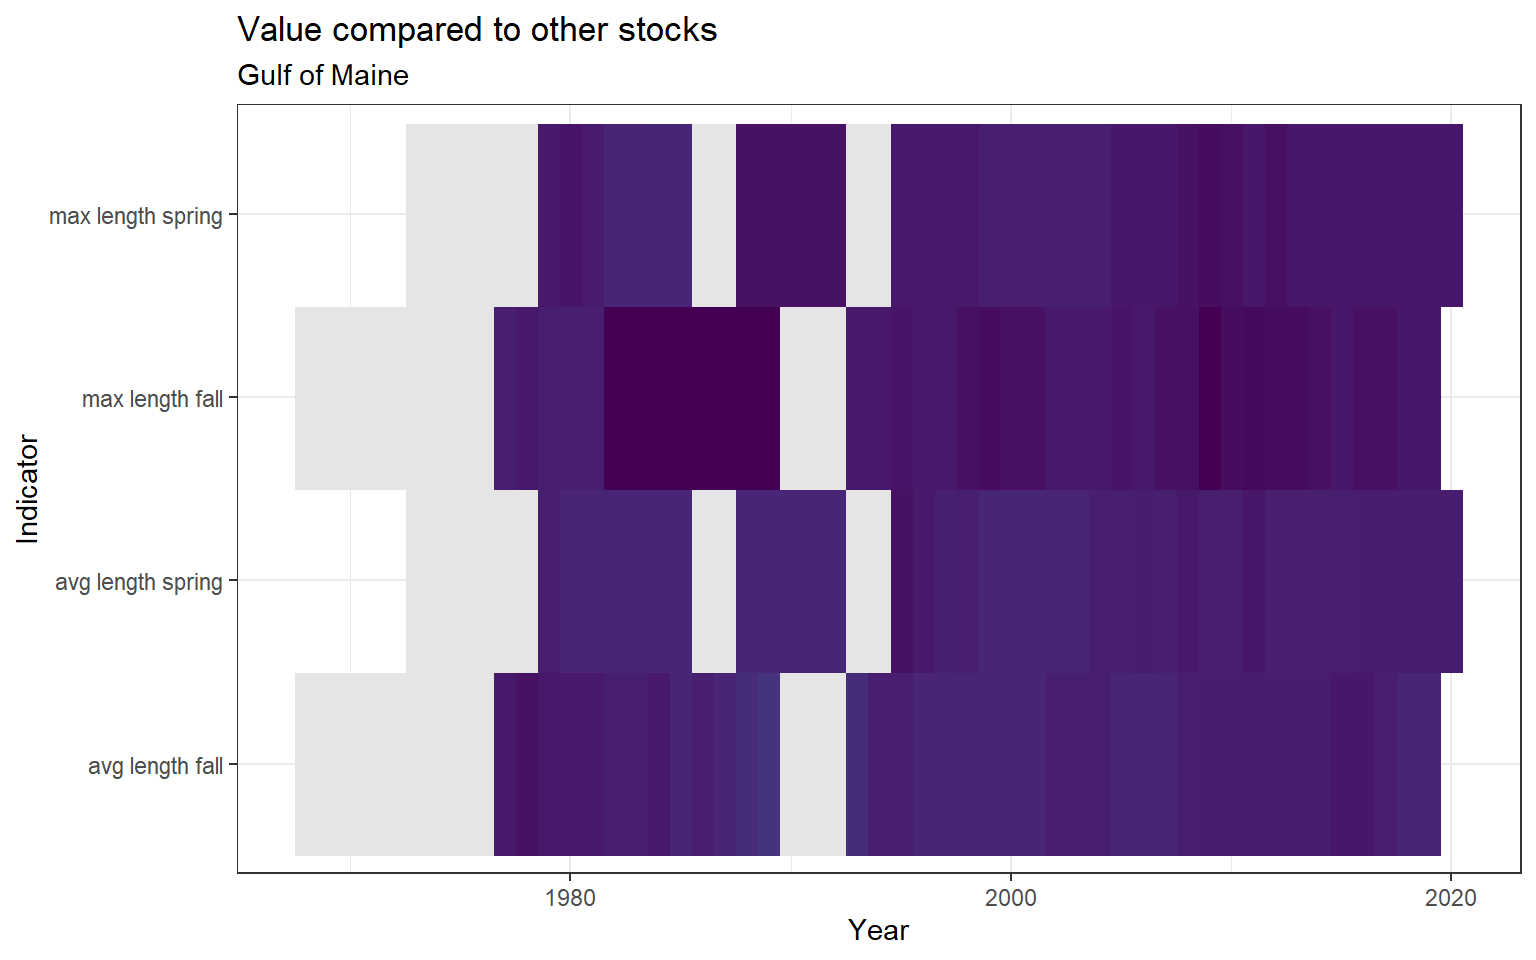 Value compared to other stocks
Gulf of Maine
max length spring
max length fall
avg length spring
avg length fall
Indicator
1980
2000
2020
Year